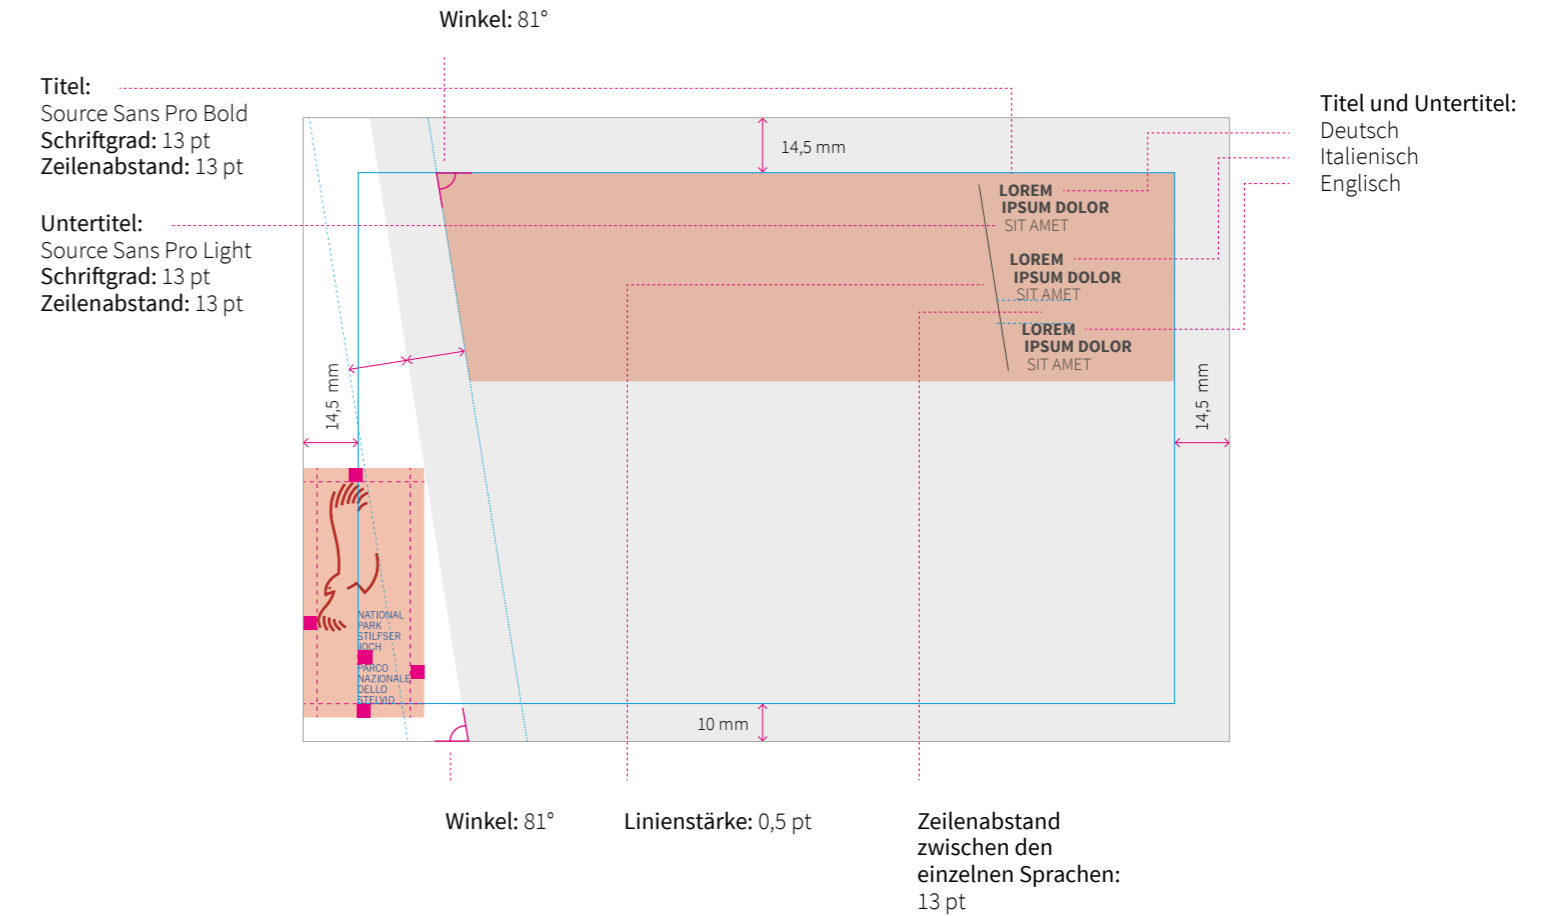 Winkel: 81°
Titel:
Source Sans Pro Bold
Schriftgrad: 13 pt
Zeilenabstand: 13 pt
Untertitel:
Source Sans Pro Light
Schriftgrad: 13 pt
Zeilenabstand: 13 pt
Titel und Untertitel:
Deutsch
Italienisch
Englisch
14,5 mm
LOREM
IPSUM DOLOR
SIT AMET
LOREM
IPSUM DOLOR
SIT AMET
LOREM
IPSUM DOLOR
SIT AMET
14,5 mm
14,5 mm
NATIONAL
PARK
STILFSER
JOCH
PARCO
NAZIONALE
DELLO
STELVIO
10 mm
Winkel: 81°
Linienstärke: 0,5 pt
Zeilenabstand
zwischen den
einzelnen Sprachen:
13 pt